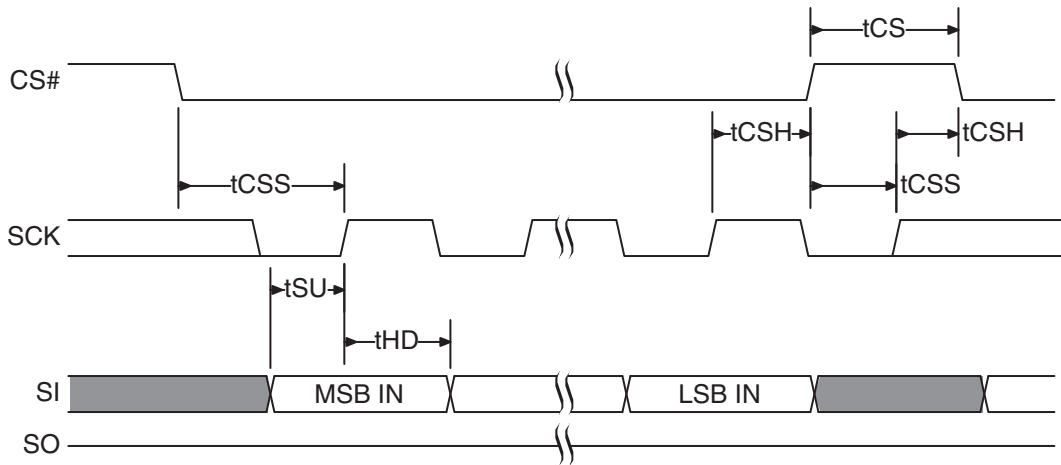 tCS
CS#
tCSH
tCSH
tCSS
tCSS
SCK
tSU
tHD
SI
MSB IN
LSB IN
SO